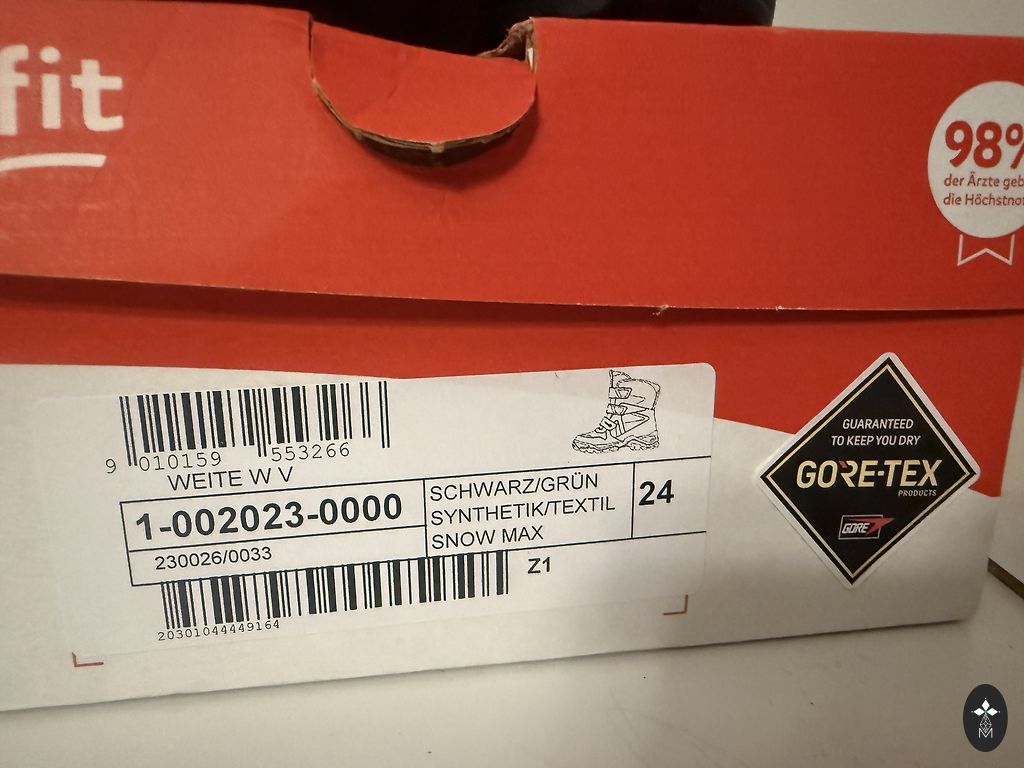 fit
98%
der Ärzte geb
die Höchstno
9 010159 553266
WEITE W V
1-002023-0000
230026/0033
SCHWARZ/GRÜN
SYNTHETIK/TEXTIL
SNOW MAX
24
Z1
20301044449164
GUARANTEED
TO KEEP YOU DRY
GORE-TEX
PRODUCTS
GORE
M